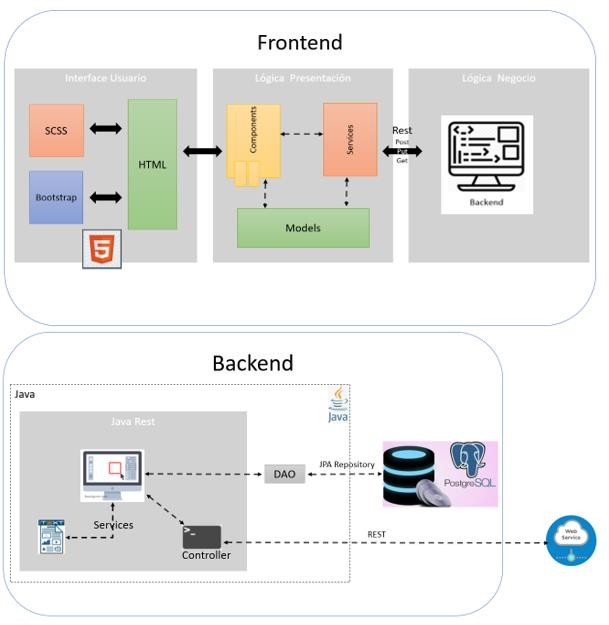 Frontend
Interface Usuario
Lógica Presentación
Lógica Negocio
SCSS
HTML
Components
Services
Rest
Post
Put
Get
Backend
Bootstrap
Models
5
Backend
Java
Java
Java Rest
DAO
JPA Repository
PostgreSQL
Services
TEXT
Controller
REST
Web
Service